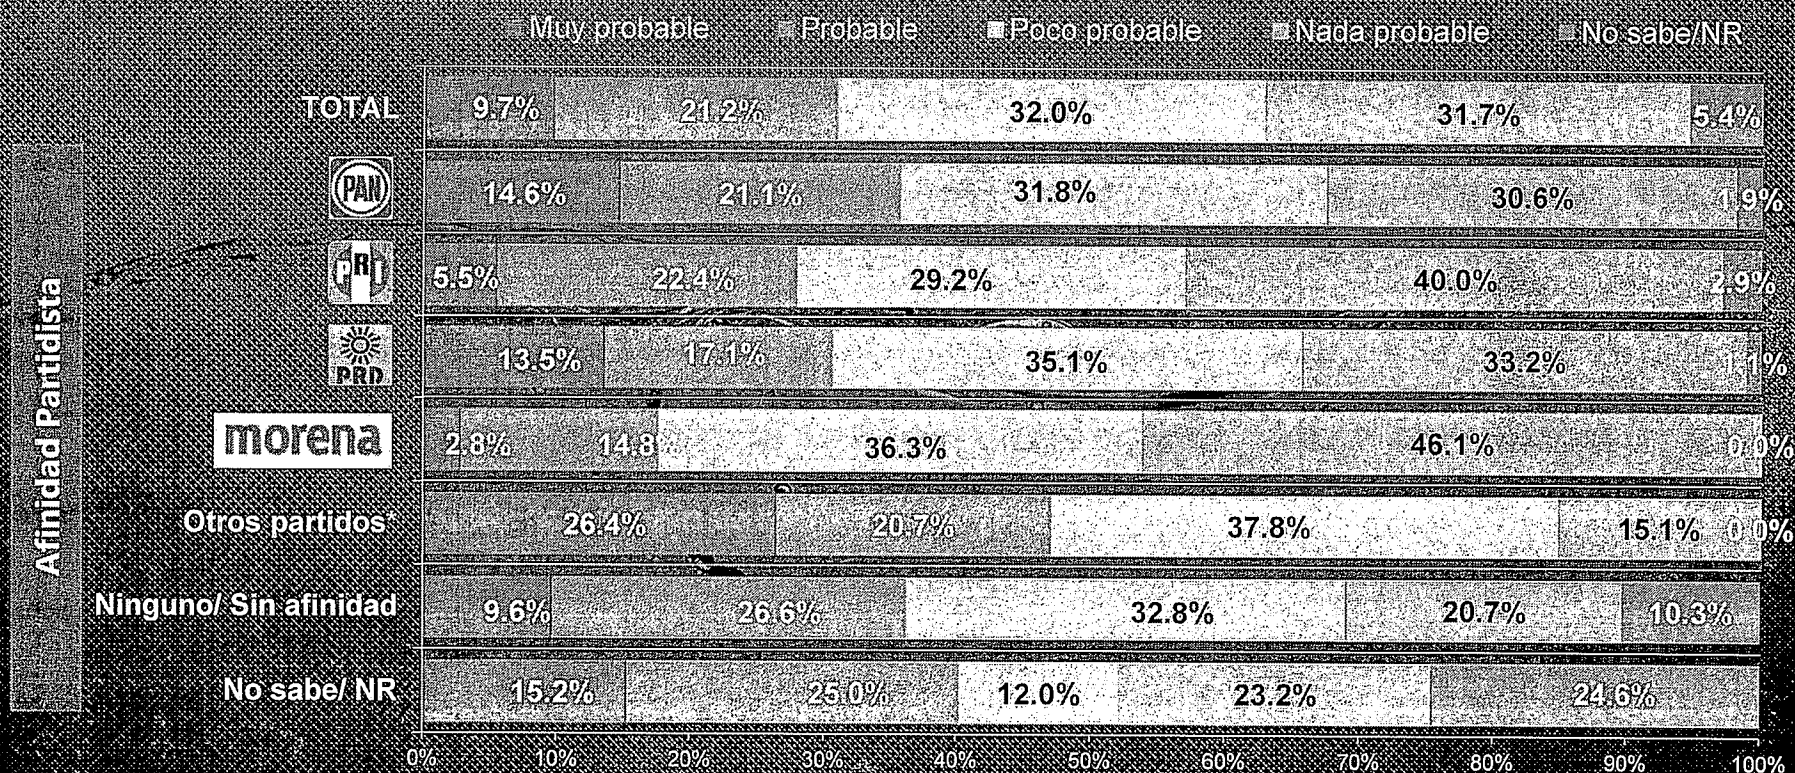 Muy probable Probable Poco probable Nada probable No sabe/NR
Afinidad Partidista
TOTAL 9.7% 21.2% 32.0% 31.7% 5.4%
PAN 14.6% 21.1% 31.8% 30.6% 1.9%
PRI 5.5% 22.4% 29.2% 40.0% 2.9%
PRD 13.5% 17.1% 35.1% 33.2% 1.1%
morena 2.8% 14.8% 36.3% 46.1% 0.0%
Otros partidos* 26.4% 20.7% 37.8% 15.1% 0.0%
Ninguno/ Sin afinidad 9.6% 26.6% 32.8% 20.7% 10.3%
No sabe/ NR 15.2% 25.0% 12.0% 23.2% 24.6%
0% 10% 20% 30% 40% 50% 60% 70% 80% 90% 100%